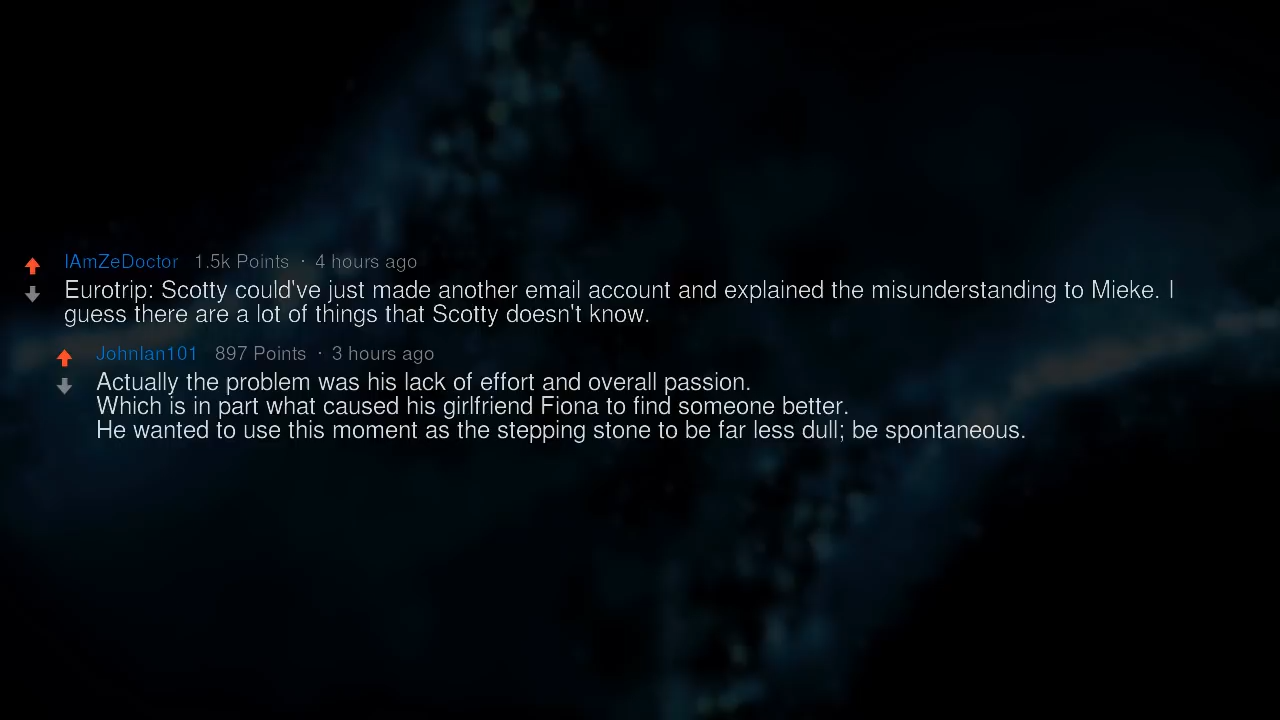 IAmZeDoctor 1.5k Points · 4 hours ago
Eurotrip: Scotty could've just made another email account and explained the misunderstanding to Mieke. I
guess there are a lot of things that Scotty doesn't know.
JohnIan101 897 Points · 3 hours ago
Actually the problem was his lack of effort and overall passion.
Which is in part what caused his girlfriend Fiona to find someone better.
He wanted to use this moment as the stepping stone to be far less dull; be spontaneous.